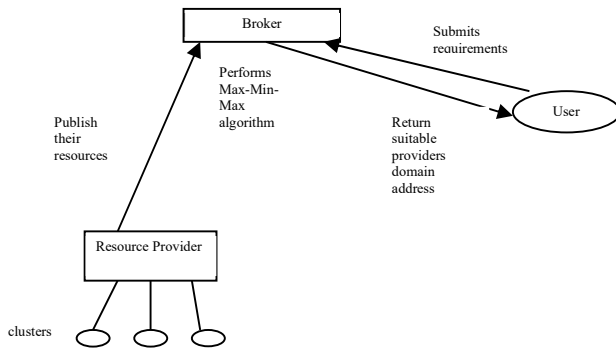 Broker
Submits
requirements
Performs
Max-Min-
Max
algorithm
Publish
their
resources
User
Return
suitable
providers
domain
address
Resource Provider
clusters